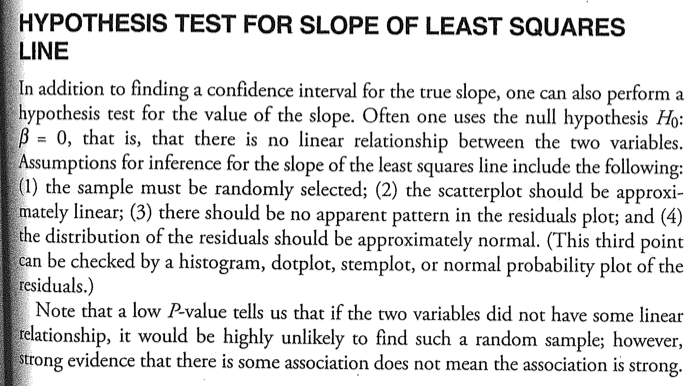 HYPOTHESIS TEST FOR SLOPE OF LEAST SQUARES
LINE
In addition to finding a confidence interval for the true slope, one can also perform a
hypothesis test for the value of the slope. Often one uses the null hypothesis H₀:
β = 0, that is, that there is no linear relationship between the two variables.
Assumptions for inference for the slope of the least squares line include the following:
(1) the sample must be randomly selected; (2) the scatterplot should be approxi-
mately linear; (3) there should be no apparent pattern in the residuals plot; and (4)
the distribution of the residuals should be approximately normal. (This third point
can be checked by a histogram, dotplot, stemplot, or normal probability plot of the
residuals.)
Note that a low P-value tells us that if the two variables did not have some linear
relationship, it would be highly unlikely to find such a random sample; however,
strong evidence that there is some association does not mean the association is strong.